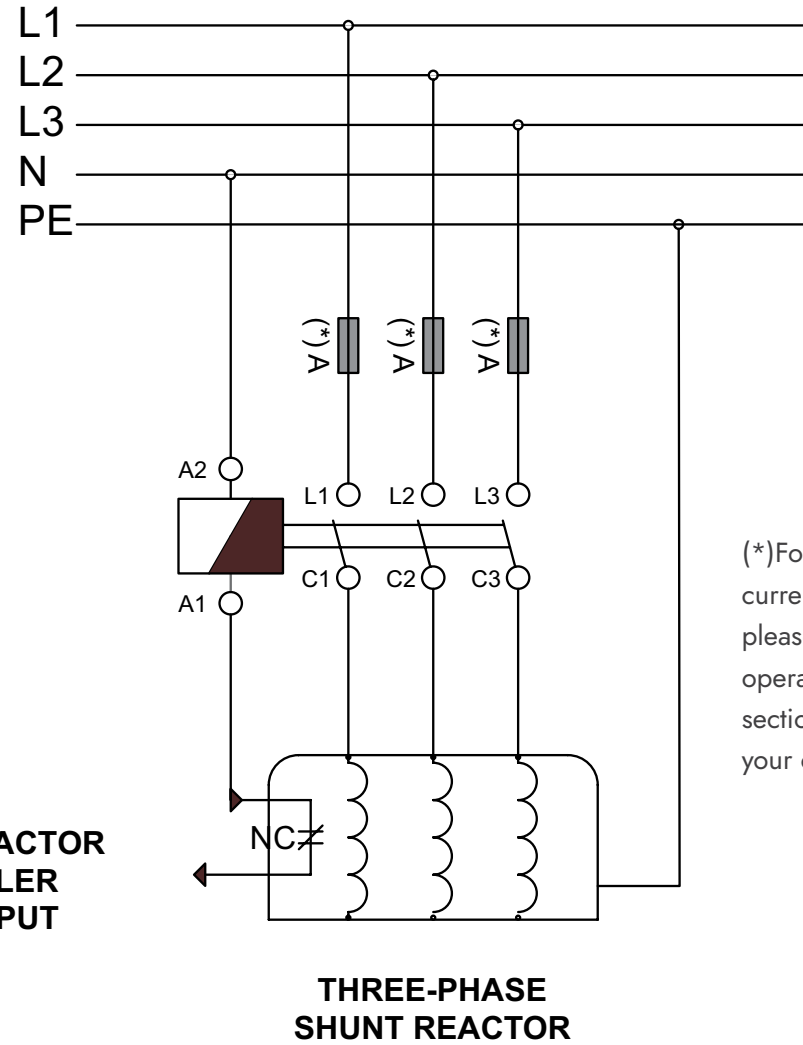 L1
L2
L3
N
PE
(*) A
(*) A
(*) A
A2
L1
L2
L3
A1
C1
C2
C3
(*)Fo
curre
pleas
opera
sectio
your
NC
ACTOR
LER
PUT
THREE-PHASE
SHUNT REACTOR